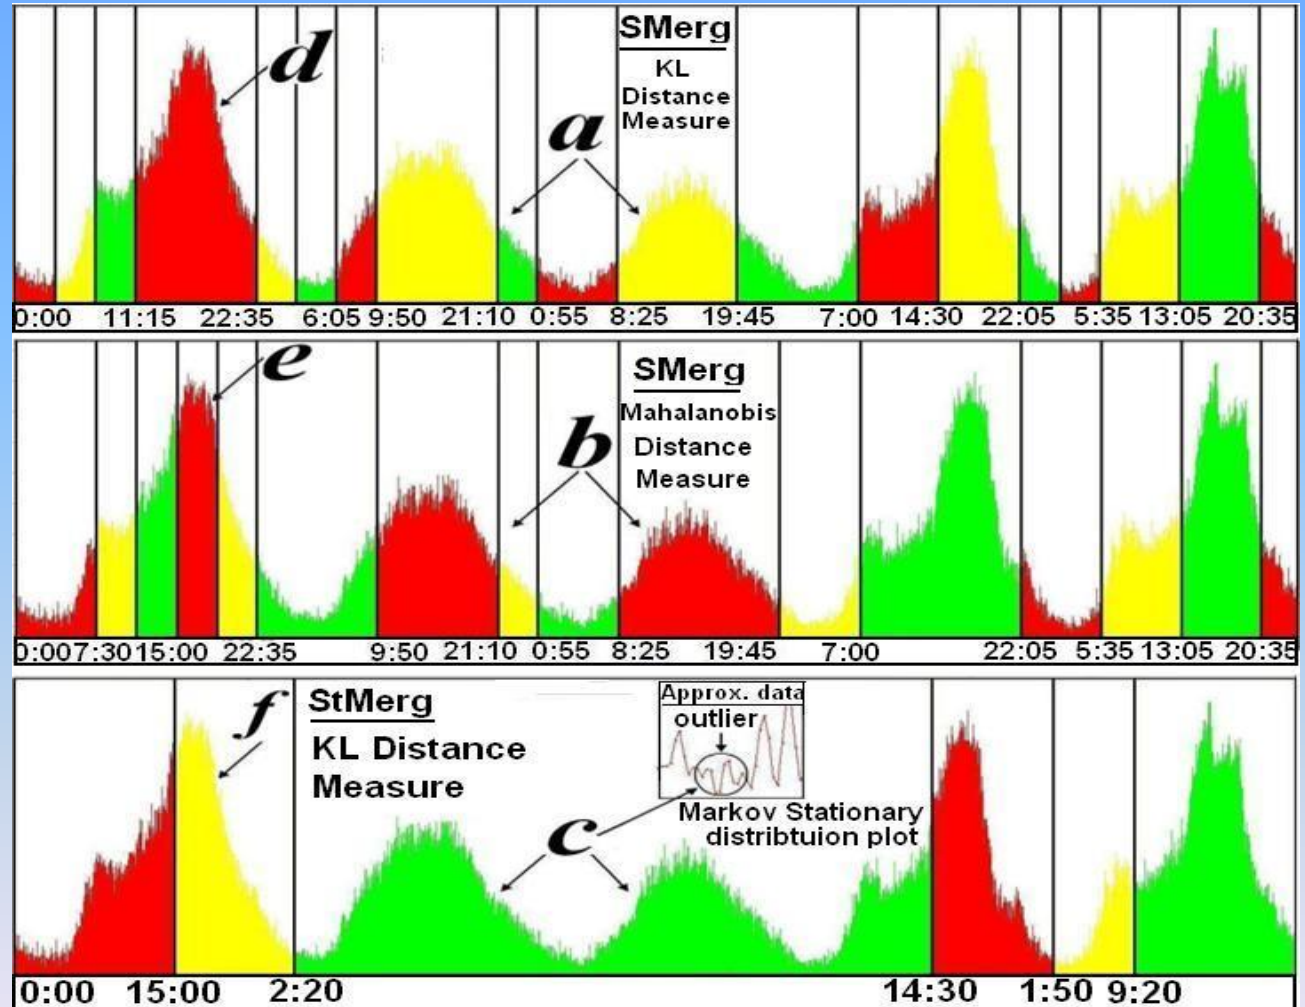 d
a
SMerg
KL
Distance
Measure
0:00 11:15 22:35 6:05 9:50 21:10 0:55 8:25 19:45 7:00 14:30 22:05 5:35 13:05 20:35
e
b
SMerg
Mahalanobis
Distance
Measure
0:00 7:30 15:00 22:35 9:50 21:10 0:55 8:25 19:45 7:00 22:05 5:35 13:05 20:35
f
StMerg
KL Distance
Measure
c
Approx. data
outlier
Markov Stationary
distribtuion plot
0:00 15:00 2:20 14:30 1:50 9:20